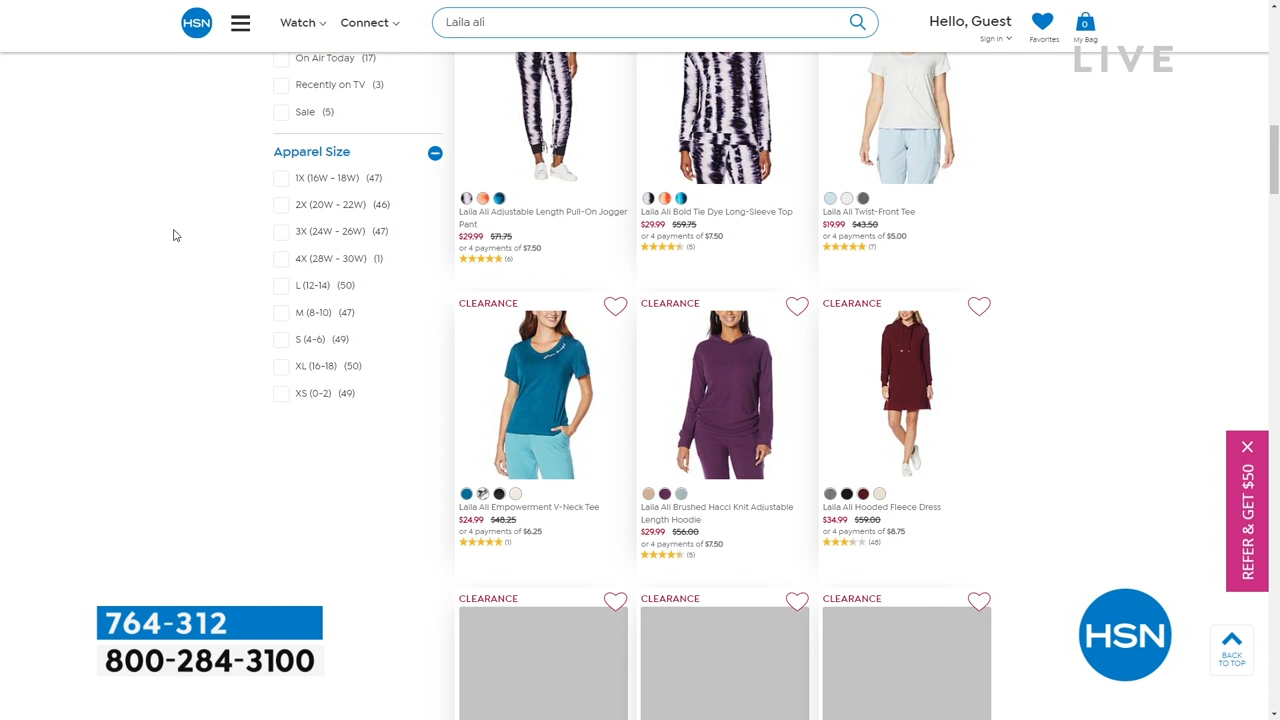 HSN
Watch
Connect
Laila ali
Hello, Guest
Sign In
Favorites
0
My Bag
LIVE
On Air Today (17)
Recently on TV (3)
Sale (5)
Apparel Size
1X (16W - 18W) (47)
2X (20W - 22W) (46)
3X (24W - 26W) (47)
4X (28W - 30W) (1)
L (12-14) (50)
M (8-10) (47)
S (4-6) (49)
XL (16-18) (50)
XS (0-2) (49)
Laila Ali Adjustable Length Pull-On Jogger
Pant
$29.99 $71.75
or 4 payments of $7.50
(6)
Laila Ali Bold Tie Dye Long-Sleeve Top
$29.99 $59.75
or 4 payments of $7.50
(5)
Laila Ali Twist-Front Tee
$19.99 $43.50
or 4 payments of $5.00
(7)
CLEARANCE
Laila Ali Empowerment V-Neck Tee
$24.99 $48.25
or 4 payments of $6.25
(1)
CLEARANCE
Laila Ali Brushed Hacci Knit Adjustable
Length Hoodie
$29.99 $56.00
or 4 payments of $7.50
(5)
CLEARANCE
Laila Ali Hooded Fleece Dress
$34.99 $59.00
or 4 payments of $8.75
(48)
CLEARANCE
CLEARANCE
CLEARANCE
REFER & GET $50
764-312
800-284-3100
HSN
BACK
TO TOP